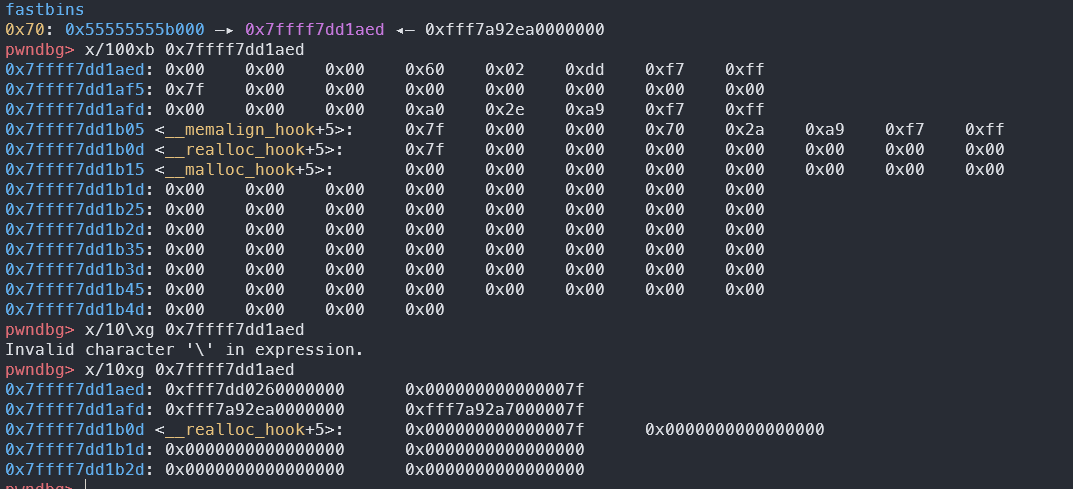 fastbins
0x70: 0x55555555b000 —▸ 0x7ffff7dd1aed ◂— 0xfff7a92ea0000000
pwndbg> x/100xb 0x7ffff7dd1aed
0x7ffff7dd1aed: 0x00 0x00 0x00 0x60 0x02 0xdd 0xf7 0xff
0x7ffff7dd1af5: 0x7f 0x00 0x00 0x00 0x00 0x00 0x00 0x00
0x7ffff7dd1afd: 0x00 0x00 0x00 0xa0 0x2e 0xa9 0xf7 0xff
0x7ffff7dd1b05 <__memalign_hook+5>: 0x7f 0x00 0x00 0x70 0x2a 0xa9 0xf7 0xff
0x7ffff7dd1b0d <__realloc_hook+5>: 0x7f 0x00 0x00 0x00 0x00 0x00 0x00 0x00
0x7ffff7dd1b15 <__malloc_hook+5>: 0x00 0x00 0x00 0x00 0x00 0x00 0x00 0x00
0x7ffff7dd1b1d: 0x00 0x00 0x00 0x00 0x00 0x00 0x00 0x00
0x7ffff7dd1b25: 0x00 0x00 0x00 0x00 0x00 0x00 0x00 0x00
0x7ffff7dd1b2d: 0x00 0x00 0x00 0x00 0x00 0x00 0x00 0x00
0x7ffff7dd1b35: 0x00 0x00 0x00 0x00 0x00 0x00 0x00 0x00
0x7ffff7dd1b3d: 0x00 0x00 0x00 0x00 0x00 0x00 0x00 0x00
0x7ffff7dd1b45: 0x00 0x00 0x00 0x00 0x00 0x00 0x00 0x00
0x7ffff7dd1b4d: 0x00 0x00 0x00 0x00
pwndbg> x/10\xg 0x7ffff7dd1aed
Invalid character '\' in expression.
pwndbg> x/10xg 0x7ffff7dd1aed
0x7ffff7dd1aed: 0xfff7dd0260000000 0x000000000000007f
0x7ffff7dd1afd: 0xfff7a92ea0000000 0xfff7a92a7000007f
0x7ffff7dd1b0d <__realloc_hook+5>: 0x000000000000007f 0x0000000000000000
0x7ffff7dd1b1d: 0x0000000000000000 0x0000000000000000
0x7ffff7dd1b2d: 0x0000000000000000 0x0000000000000000
pwndbg>